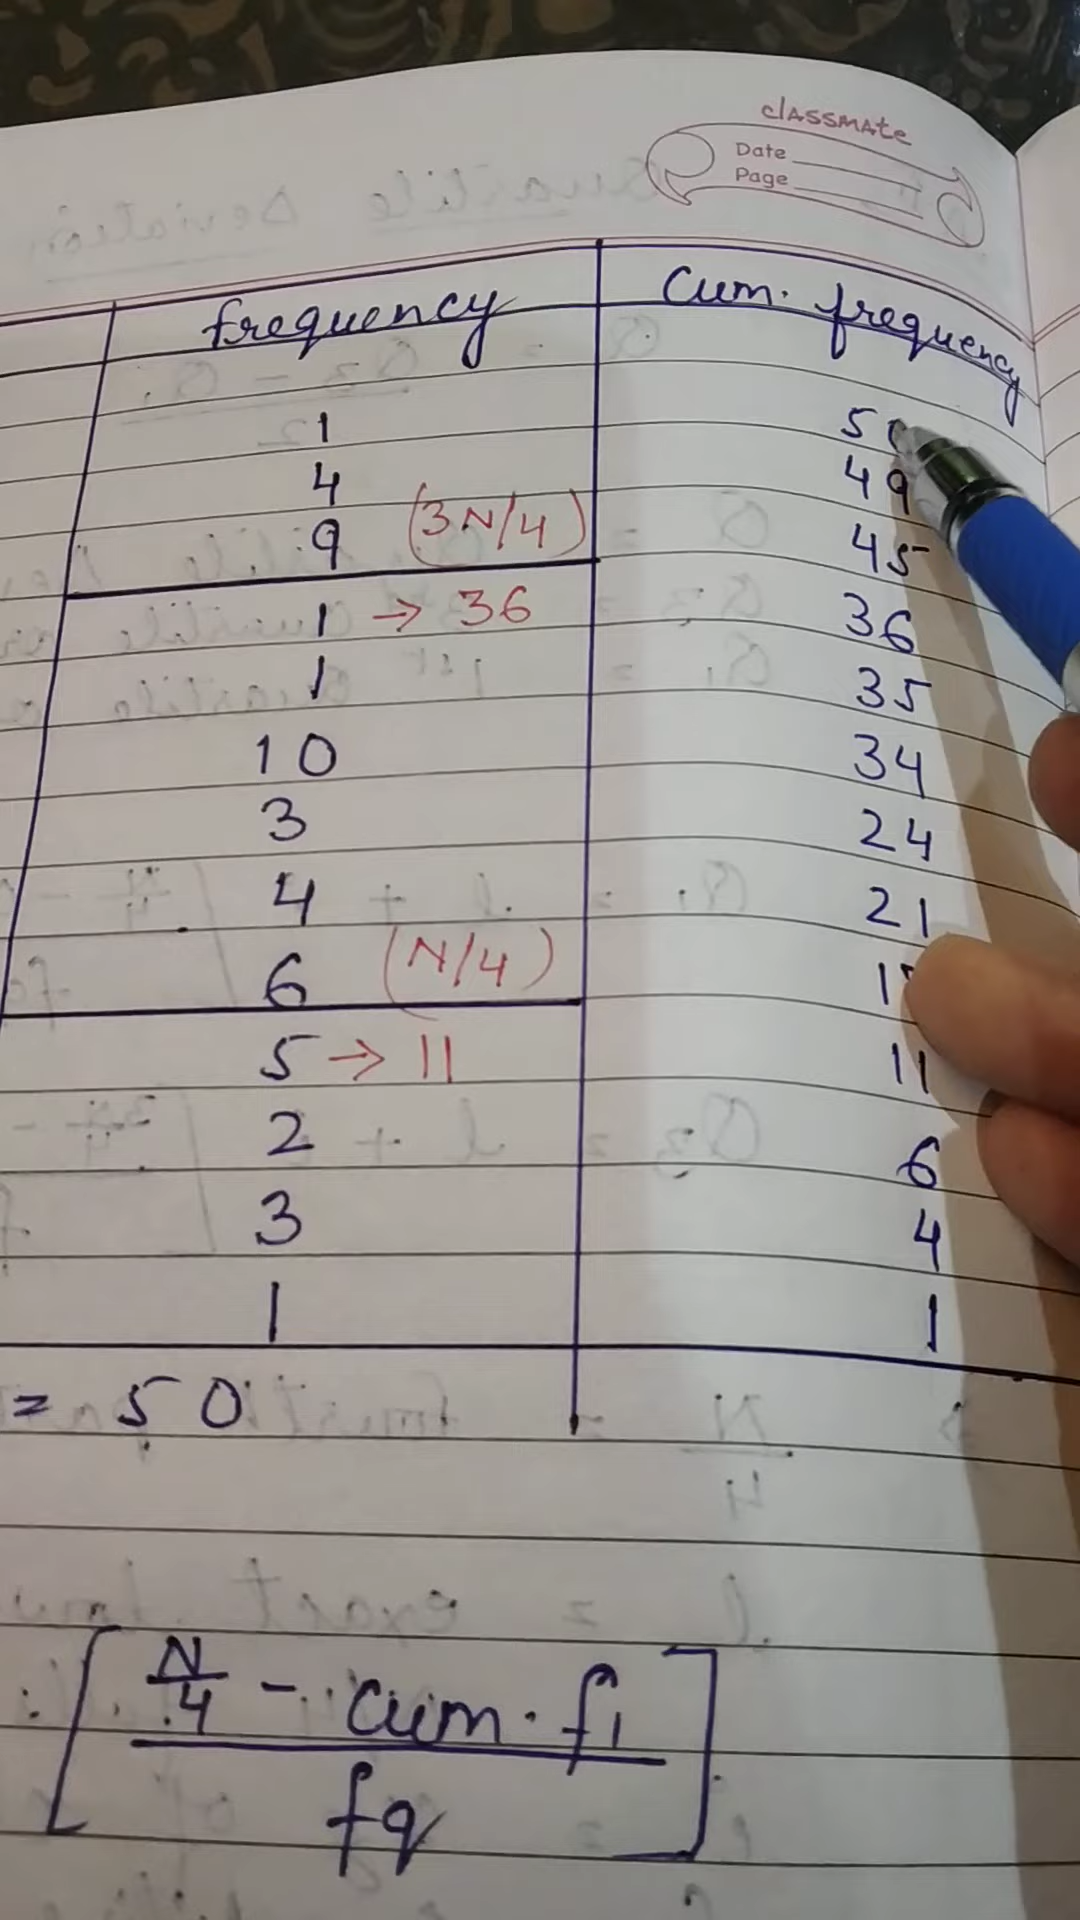 classmate
Date
Page
frequency Cum. frequency
1 50
4 49
9 (3N/4) 45
1 → 36 36
1 35
10 34
3 24
4 21
6 (N/4)
5 → 11 11
2 6
3 4
1 1
= 50
[N/4 - cum. f1
fq]